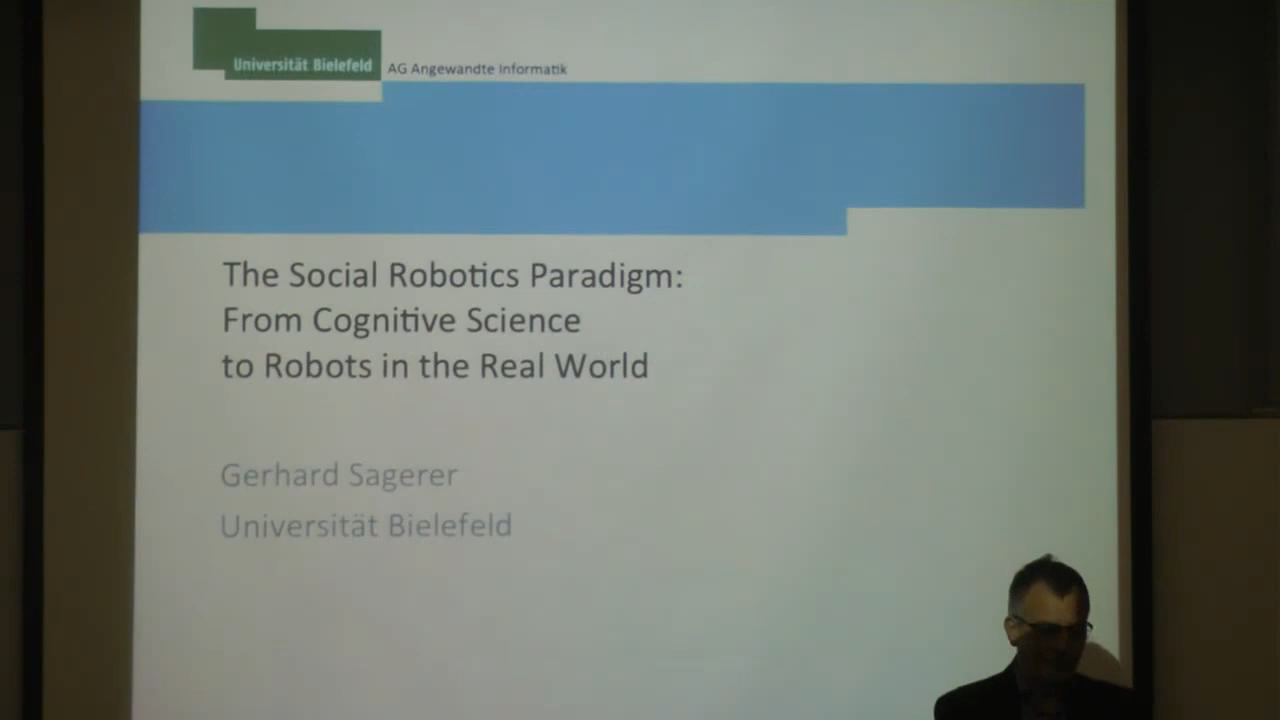 Universität Bielefeld AG Angewandte Informatik
The Social Robotics Paradigm:
From Cognitive Science
to Robots in the Real World
Gerhard Sagerer
Universität Bielefeld